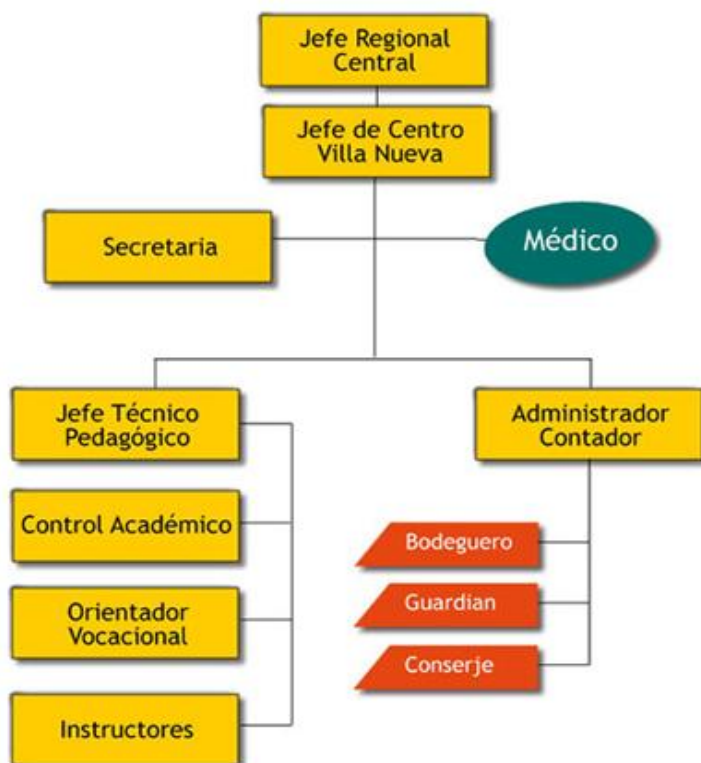 Jefe Regional
Central
Jefe de Centro
Villa Nueva
Secretaria
Médico
Jefe Técnico
Pedagógico
Administrador
Contador
Control Académico
Bodeguero
Orientador
Vocacional
Guardian
Conserje
Instructores